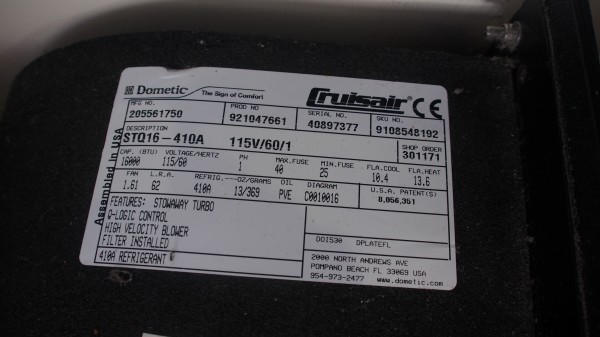 Dometic The Sign of Comfort Cruisair CE
MFG NO. PROD NO SERIAL NO. SKU NO.
205561750 921047661 40897377 9108548192
DESCRIPTION SHOP ORDER
STQ16-410A 115V/60/1 301171
CAP. (BTU) VOLTAGE/HERTZ PH MAX.FUSE MIN.FUSE FLA.COOL FLA.HEAT
16000 115/60 1 40 25 10.4 13.6
FAN L.R.A. REFRIG.---OZ/GRAMS OIL DIAGRAM U.S.A. PATENT(S)
1.61 62 410A 13/369 PVE C0010016 8,056,351
FEATURES: STOWAWAY TURBO
Q-LOGIC CONTROL
HIGH VELOCITY BLOWER
FILTER INSTALLED
410A REFRIGERANT
DOI530 DPLATEFL
2000 NORTH ANDREWS AVE
POMPANO BEACH FL 33069 USA
954-973-2477 www.dometic.com
Assembled in USA